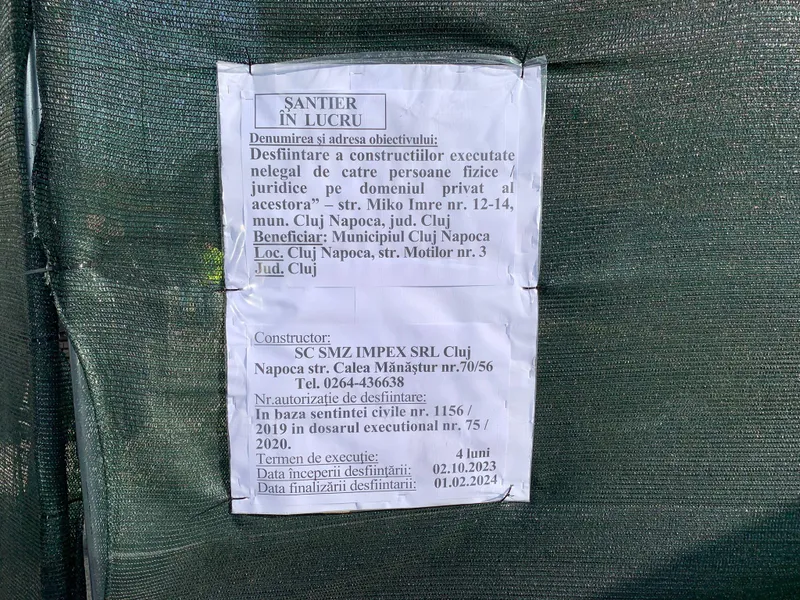 ŞANTIER
ÎN LUCRU
Denumirea şi adresa obiectivului:
Desfiintare a constructiilor executate
nelegal de catre persoane fizice /
juridice pe domeniul privat al
acestora” – str. Miko Imre nr. 12-14,
mun. Cluj Napoca, jud. Cluj
Beneficiar: Municipiul Cluj Napoca
Loc. Cluj Napoca, str. Motilor nr. 3
Jud. Cluj
Constructor:
SC SMZ IMPEX SRL Cluj
Napoca str. Calea Mănăştur nr.70/56
Tel. 0264-436638
Nr.autorizaţie de desfiintare:
In baza sentintei civile nr. 1156 /
2019 in dosarul executional nr. 75 /
2020.
Termen de execuţie: 4 luni
Data începerii desfiinţării: 02.10.2023
Data finalizării desfiintarii: 01.02.2024